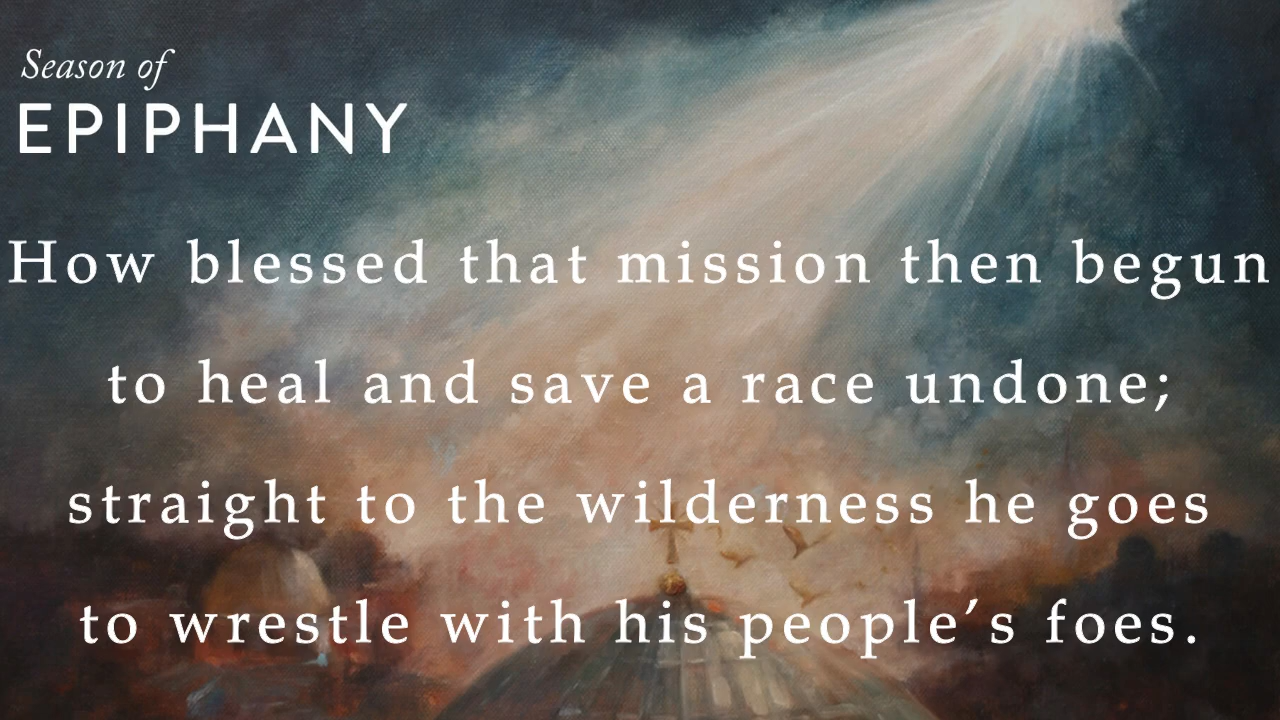 Season of
EPIPHANY
How blessed that mission then begun
to heal and save a race undone;
straight to the wilderness he goes
to wrestle with his people’s foes.